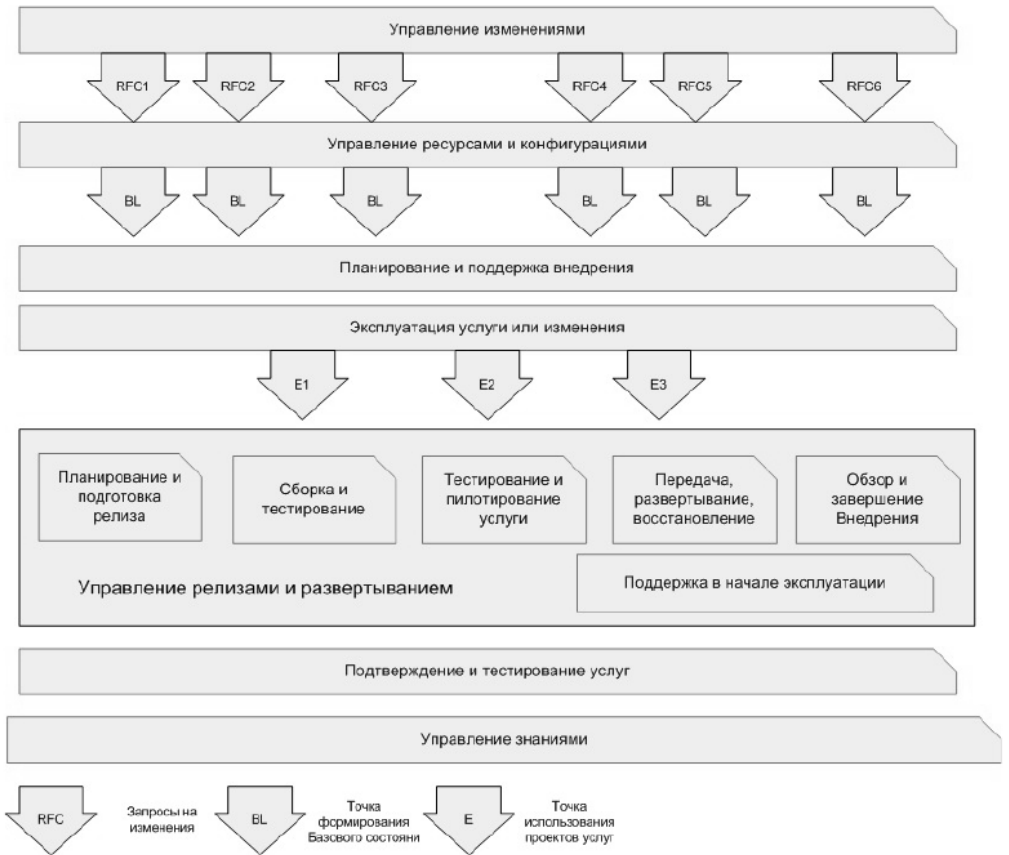 Управление изменениями
RFC1 RFC2 RFC3 RFC4 RFC5 RFC6
Управление ресурсами и конфигурациями
BL BL BL BL BL BL
Планирование и поддержка внедрения
Эксплуатация услуги или изменения
E1 E2 E3
Планирование и
подготовка
релиза
Сборка и
тестирование
Тестирование и
пилотирование
услуги
Передача,
развертывание,
восстановление
Обзор и
завершение
Внедрения
Управление релизами и развертыванием
Поддержка в начале эксплуатации
Подтверждение и тестирование услуг
Управление знаниями
RFC
Запросы на
изменения
BL
Точка
формирования
Базового состояни
E
Точка
использования
проектов услуг